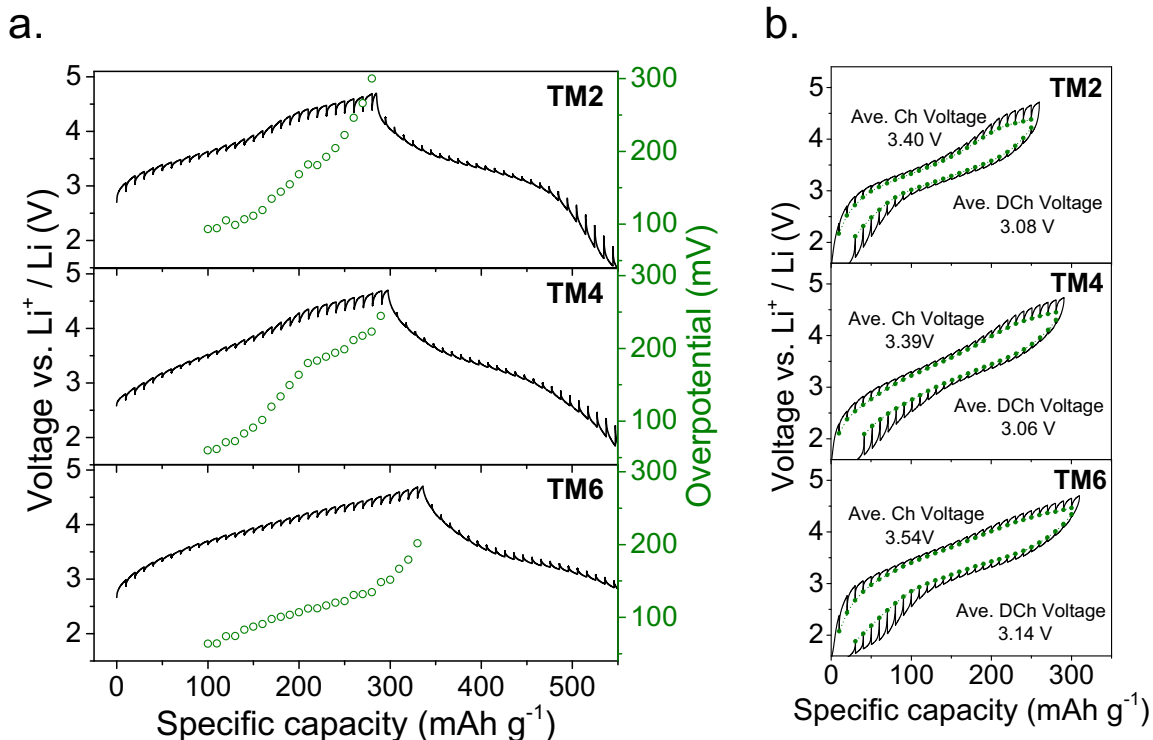 a.
b.
TM2
TM4
TM6
5
4
3
2
5
4
3
2
5
4
3
2
Voltage vs. Li⁺ / Li (V)
300
200
100
300
200
100
300
200
100
Overpotential (mV)
0 100 200 300 400 500
Specific capacity (mAh g⁻¹)
TM2
Ave. Ch Voltage
3.40 V
Ave. DCh Voltage
3.08 V
TM4
Ave. Ch Voltage
3.39V
Ave. DCh Voltage
3.06 V
TM6
Ave. Ch Voltage
3.54V
Ave. DCh Voltage
3.14 V
5
4
3
2
5
4
3
2
5
4
3
2
Voltage vs. Li⁺ / Li (V)
0 100 200 300
Specific capacity (mAh g⁻¹)